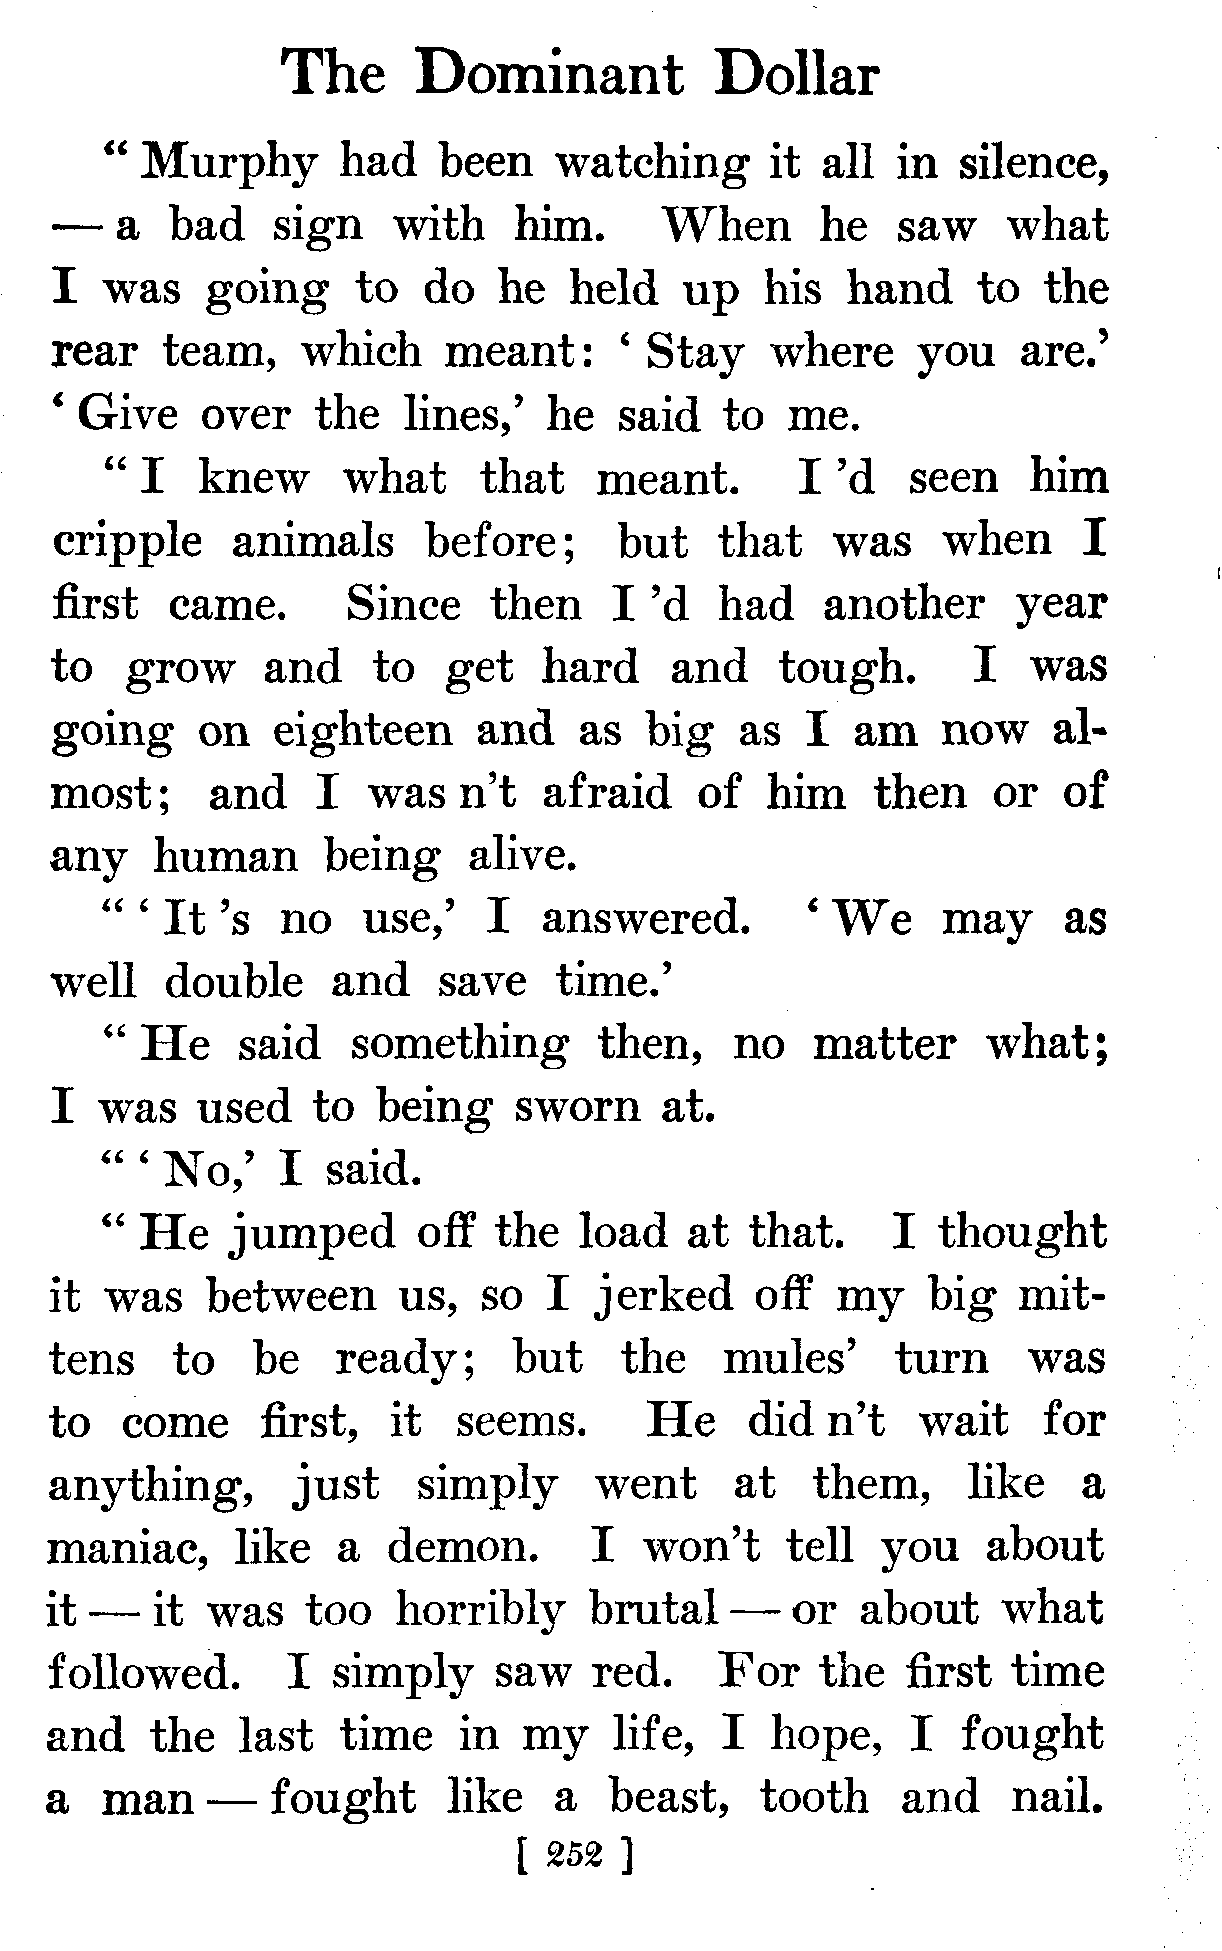 The Dominant Dollar
“ Murphy had been watching it all in silence,
— a bad sign with him. When he saw what
I was going to do he held up his hand to the
rear team, which meant: ‘ Stay where you are.’
‘ Give over the lines,’ he said to me.
“ I knew what that meant. I ’d seen him
cripple animals before; but that was when I
first came. Since then I ’d had another year
to grow and to get hard and tough. I was
going on eighteen and as big as I am now al-
most; and I was n’t afraid of him then or of
any human being alive.
“ ‘ It ’s no use,’ I answered. ‘ We may as
well double and save time.’
“ He said something then, no matter what;
I was used to being sworn at.
“ ‘ No,’ I said.
“ He jumped off the load at that. I thought
it was between us, so I jerked off my big mit-
tens to be ready; but the mules’ turn was
to come first, it seems. He did n’t wait for
anything, just simply went at them, like a
maniac, like a demon. I won’t tell you about
it — it was too horribly brutal — or about what
followed. I simply saw red. For the first time
and the last time in my life, I hope, I fought
a man — fought like a beast, tooth and nail.
[ 252 ]